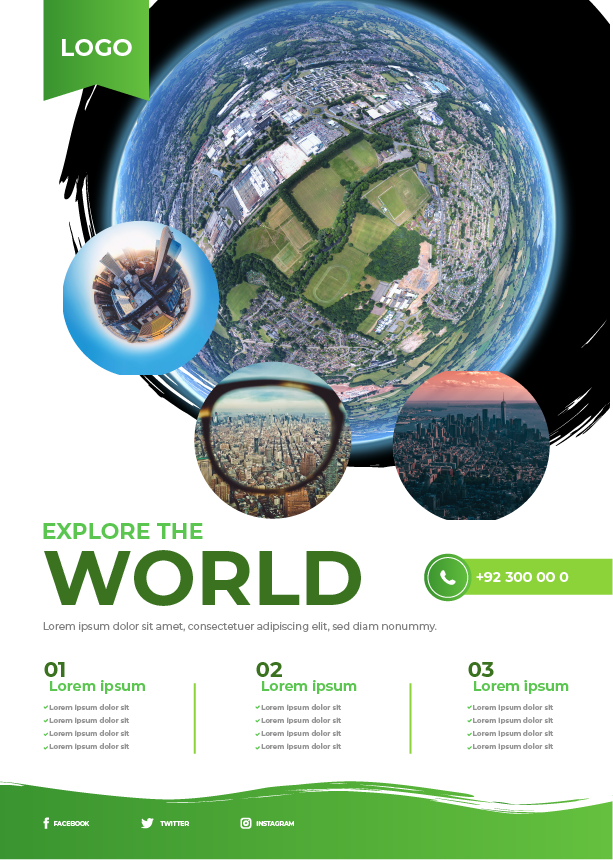 LOGO
EXPLORE THE
WORLD
+92 300 00 0
Lorem ipsum dolor sit amet, consectetuer adipiscing elit, sed diam nonummy.
01
Lorem ipsum
Lorem ipsum dolor sit
Lorem ipsum dolor sit
Lorem ipsum dolor sit
Lorem ipsum dolor sit
02
Lorem ipsum
Lorem ipsum dolor sit
Lorem ipsum dolor sit
Lorem ipsum dolor sit
Lorem ipsum dolor sit
03
Lorem ipsum
Lorem ipsum dolor sit
Lorem ipsum dolor sit
Lorem ipsum dolor sit
Lorem ipsum dolor sit
FACEBOOK
TWITTER
INSTAGRAM